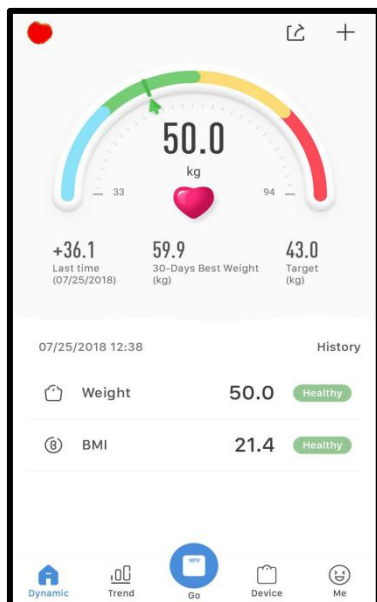 50.0
kg
33
94
+36.1
59.9
43.0
Last time
(07/25/2018)
30-Days Best Weight
(kg)
Target
(kg)
07/25/2018 12:38
History
Weight
50.0
Healthy
BMI
21.4
Healthy
Dynamic
Trend
Go
Device
Me